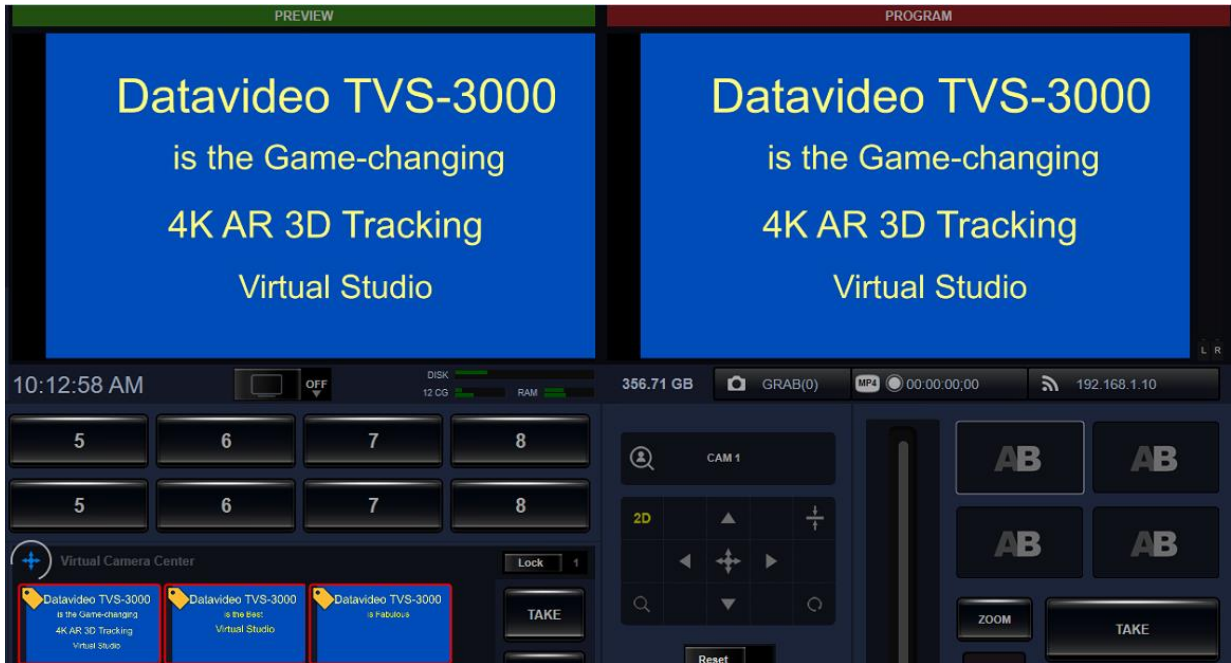 PREVIEW
PROGRAM
Datavideo TVS-3000
is the Game-changing
4K AR 3D Tracking
Virtual Studio
Datavideo TVS-3000
is the Game-changing
4K AR 3D Tracking
Virtual Studio
L R
10:12:58 AM
OFF
DISK
12 CG
RAM
356.71 GB
GRAB(0)
MP4
00:00:00;00
192.168.1.10
5
6
7
8
5
6
7
8
CAM 1
2D
AB
AB
AB
AB
Virtual Camera Center
Lock
1
Datavideo TVS-3000
is the Game-changing
4K AR 3D Tracking
Virtual Studio
Datavideo TVS-3000
is the Best
Virtual Studio
Datavideo TVS-3000
is Fabulous
TAKE
Reset
ZOOM
TAKE